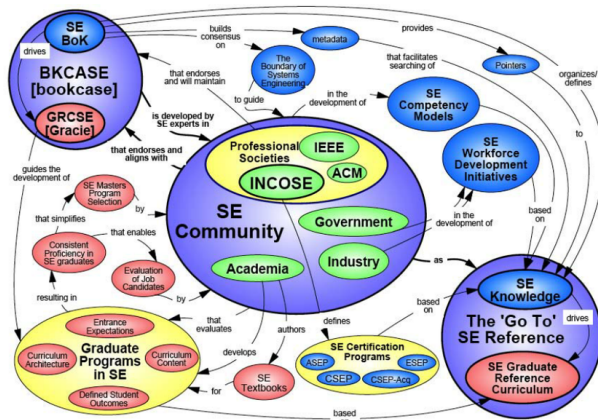 SE
BoK
drives
BKCASE
[bookcase]
GRCSE
[Gracie]
builds
consensus
on
metadata
provides
The
Boundary of
Systems
Engineering
that facilitates
searching of
Pointers
organizes/
defines
to
that endorses
and will maintain
to guide
in the
development of
SE
Competency
Models
is developed by
SE experts in
that endorses and
aligns with
Professional
Societies
IEEE
ACM
INCOSE
SE
Workforce
Development
Initiatives
guides the
development of
SE Masters
Program
Selection
by
that simplifies
SE
Community
Government
Industry
Academia
in the
development of
based
on
Consistent
Proficiency in
SE graduates
that enables
Evaluation
of Job
Candidates
by
as
resulting in
SE
Knowledge
drives
The 'Go To'
SE Reference
SE Graduate
Reference
Curriculum
based
on
Entrance
Expectations
that
evaluates
authors
defines
Curriculum
Architecture
Graduate
Programs
in SE
Curriculum
Content
Defined Student
Outcomes
develops
for
SE
Textbooks
SE Certification
Programs
ASEP
ESEP
CSEP
CSEP-Acq
based